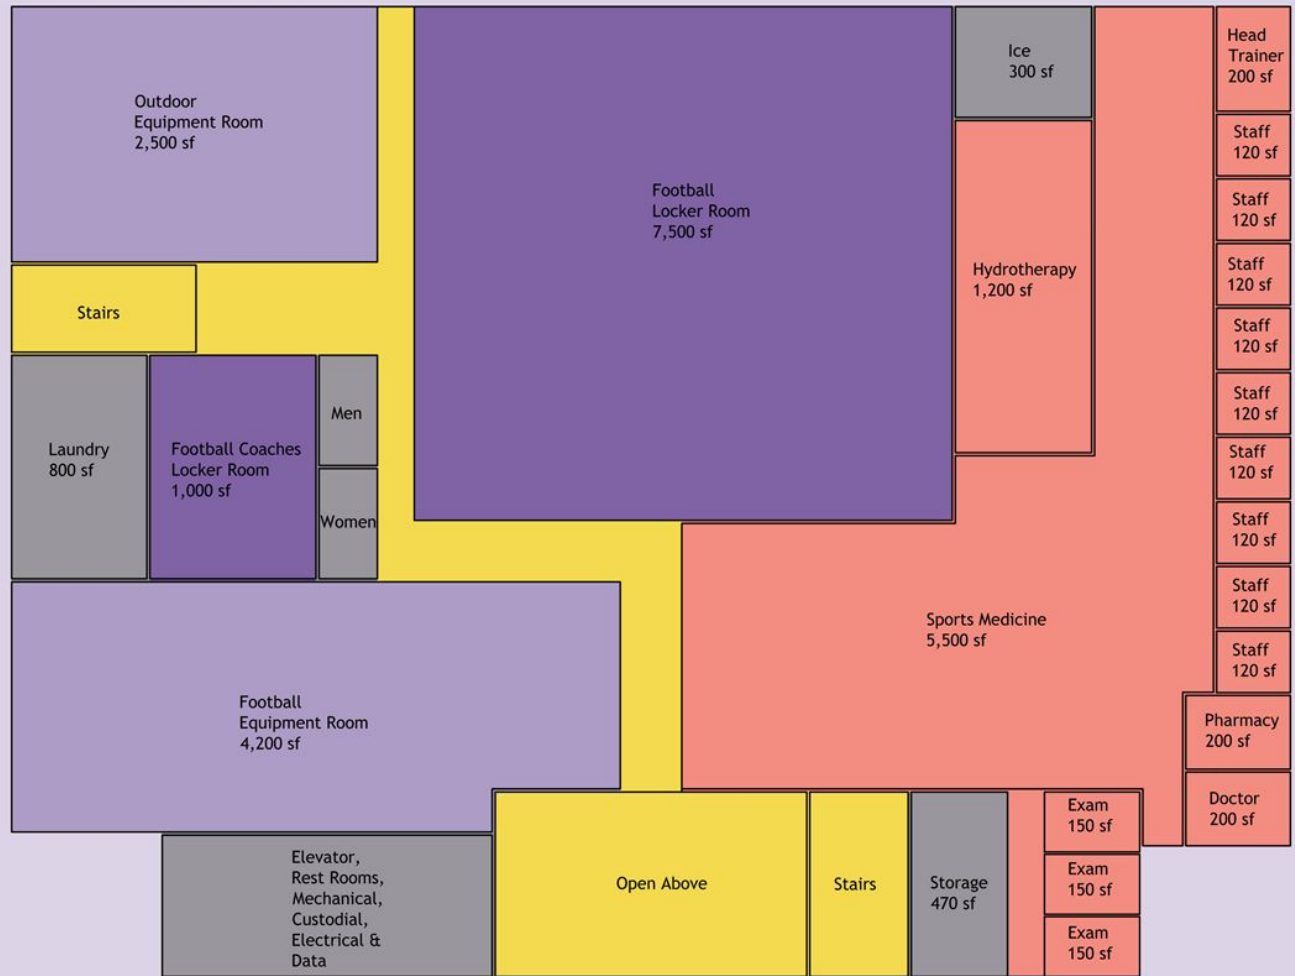 Outdoor
Equipment Room
2,500 sf
Football
Locker Room
7,500 sf
Ice
300 sf
Head
Trainer
200 sf
Staff
120 sf
Staff
120 sf
Staff
120 sf
Staff
120 sf
Staff
120 sf
Staff
120 sf
Staff
120 sf
Staff
120 sf
Staff
120 sf
Hydrotherapy
1,200 sf
Stairs
Laundry
800 sf
Football Coaches
Locker Room
1,000 sf
Men
Women
Sports Medicine
5,500 sf
Football
Equipment Room
4,200 sf
Pharmacy
200 sf
Doctor
200 sf
Elevator,
Rest Rooms,
Mechanical,
Custodial,
Electrical &
Data
Open Above
Stairs
Storage
470 sf
Exam
150 sf
Exam
150 sf
Exam
150 sf